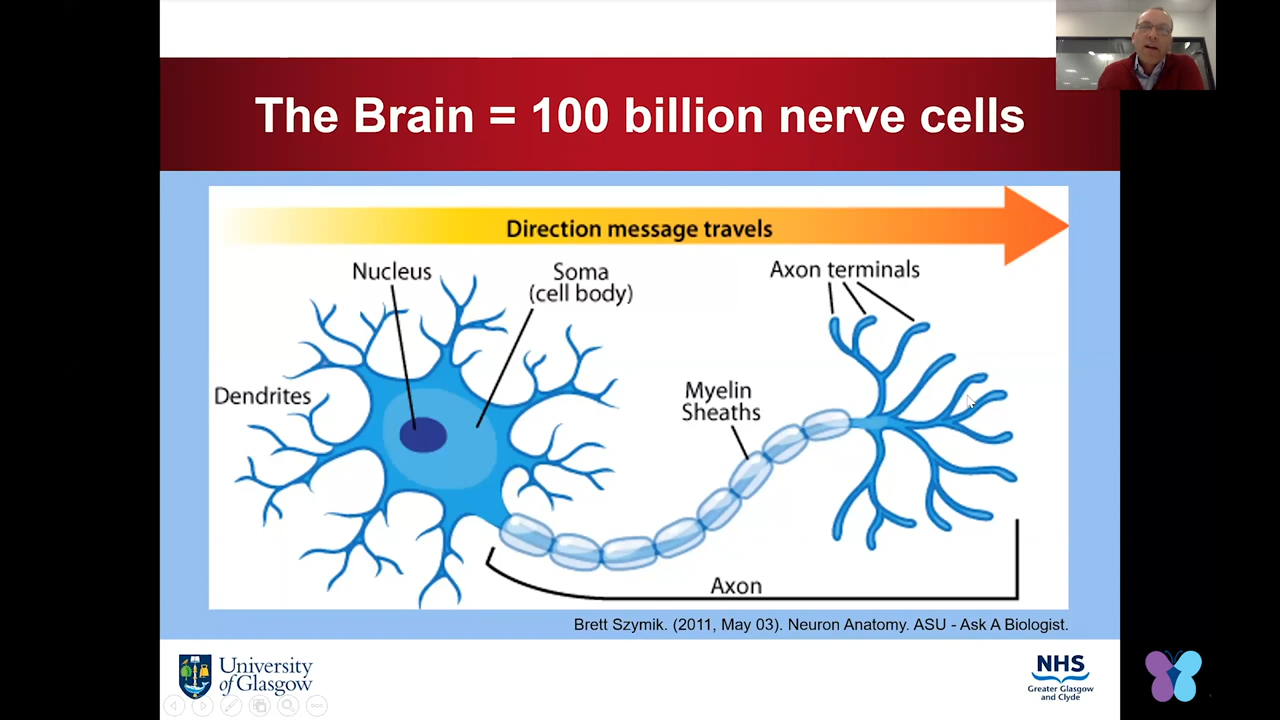 The Brain = 100 billion nerve cells
Direction message travels
Nucleus
Soma
(cell body)
Axon terminals
Dendrites
Myelin
Sheaths
Axon
Brett Szymik. (2011, May 03). Neuron Anatomy. ASU - Ask A Biologist.
University
of Glasgow
NHS
Greater Glasgow
and Clyde